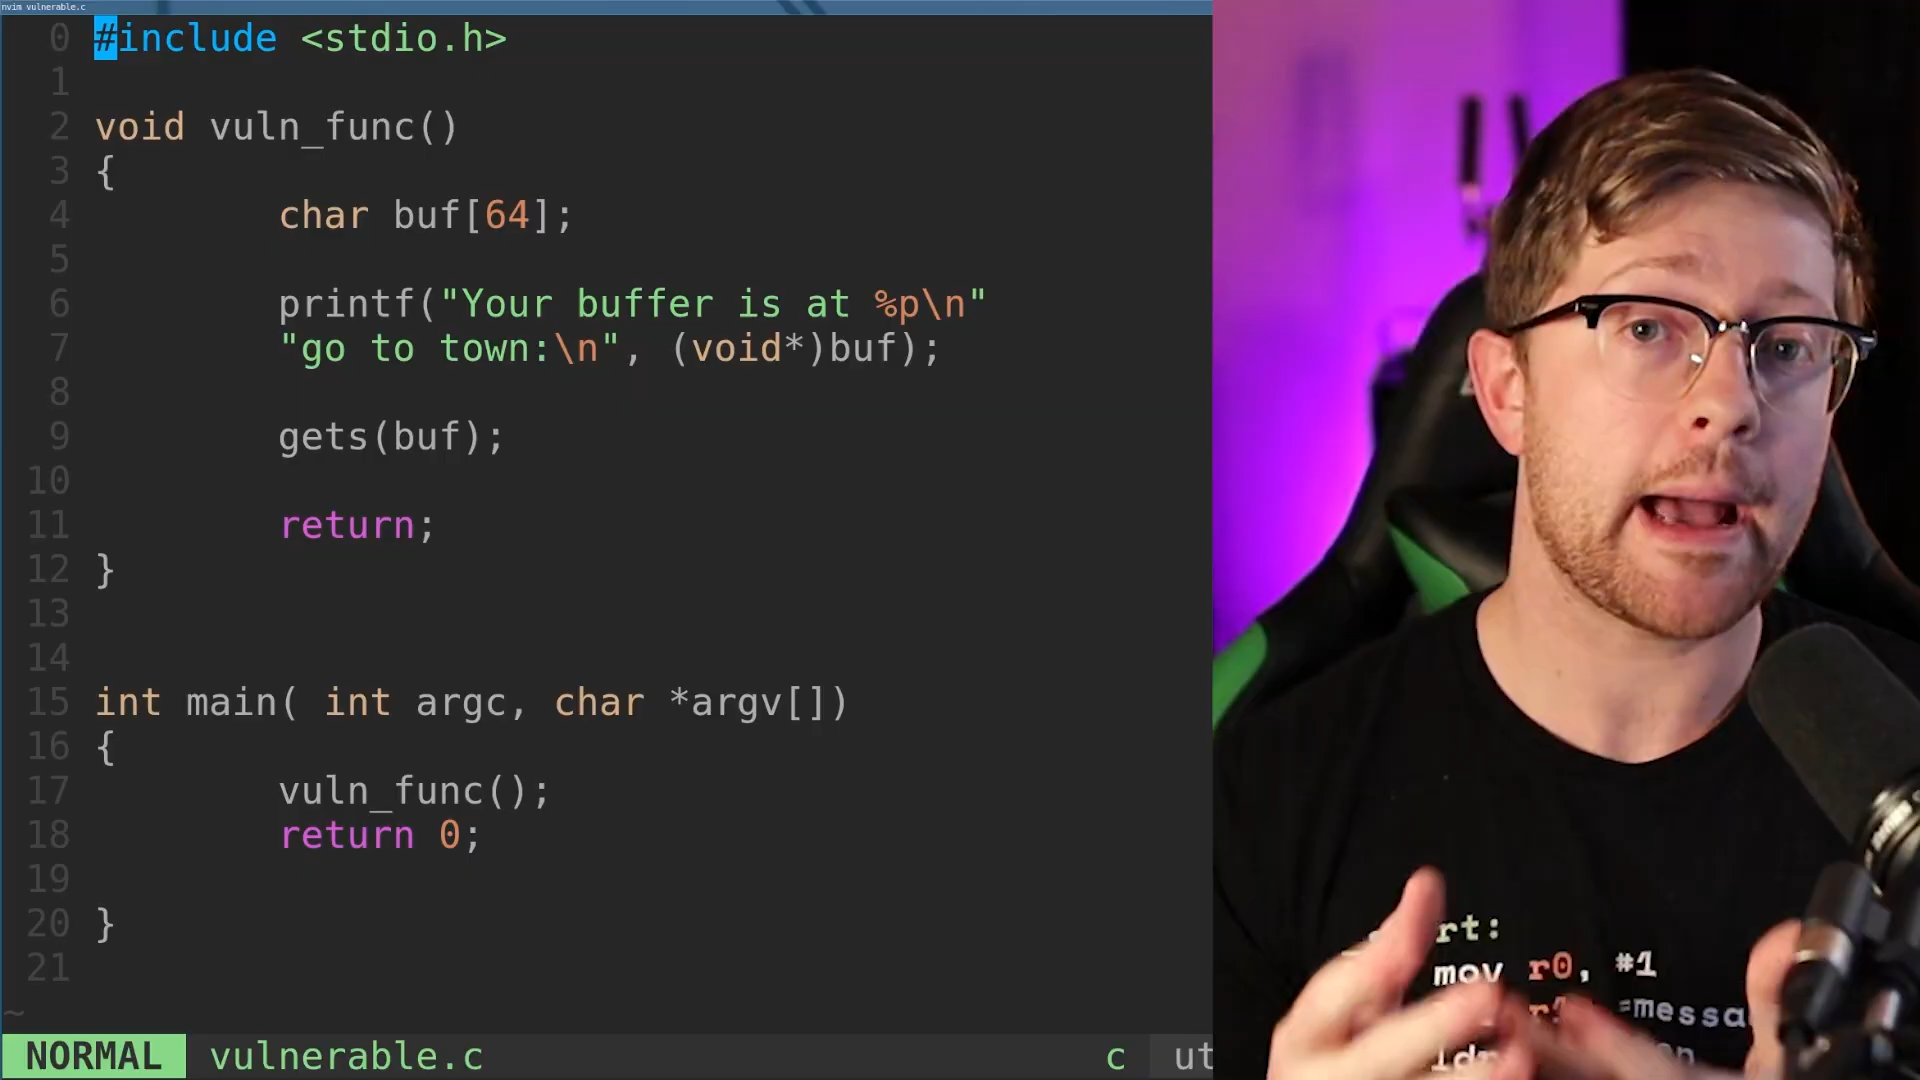 nvim vulnerable.c
0 #include <stdio.h>
1
2 void vuln_func()
3 {
4 char buf[64];
5
6 printf("Your buffer is at %p\n"
7 "go to town:\n", (void*)buf);
8
9 gets(buf);
10
11 return;
12 }
13
14
15 int main( int argc, char *argv[])
16 {
17 vuln_func();
18 return 0;
19
20 }
21
~
NORMAL vulnerable.c c ut
rt:
mov r0, #1
=messa
ldr